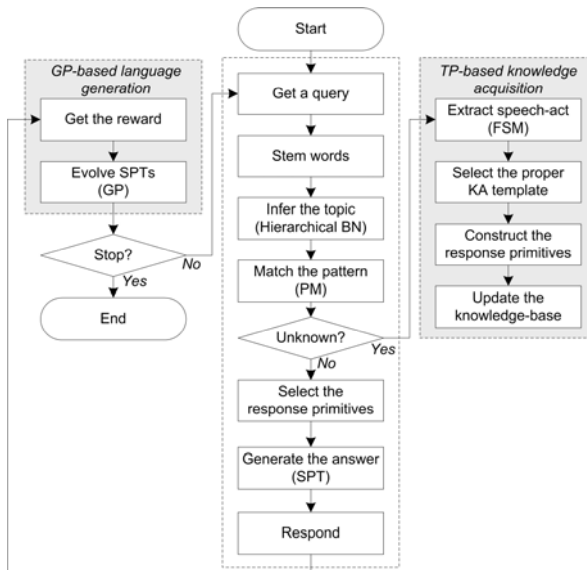 Start
GP-based language
generation
Get the reward
Evolve SPTs
(GP)
Stop?
No
Yes
End
Get a query
Stem words
Infer the topic
(Hierarchical BN)
Match the pattern
(PM)
Unknown?
Yes
No
Select the
response primitives
Generate the answer
(SPT)
Respond
TP-based knowledge
acquisition
Extract speech-act
(FSM)
Select the proper
KA template
Construct the
response primitives
Update the
knowledge-base